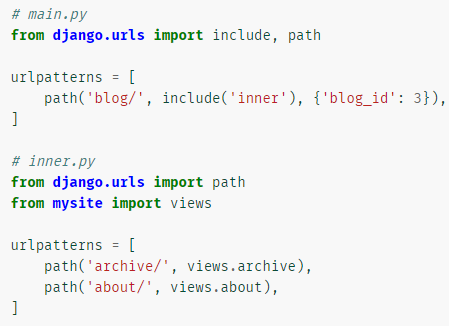 # main.py
from django.urls import include, path

urlpatterns = [
    path('blog/', include('inner'), {'blog_id': 3}),
]

# inner.py
from django.urls import path
from mysite import views

urlpatterns = [
    path('archive/', views.archive),
    path('about/', views.about),
]